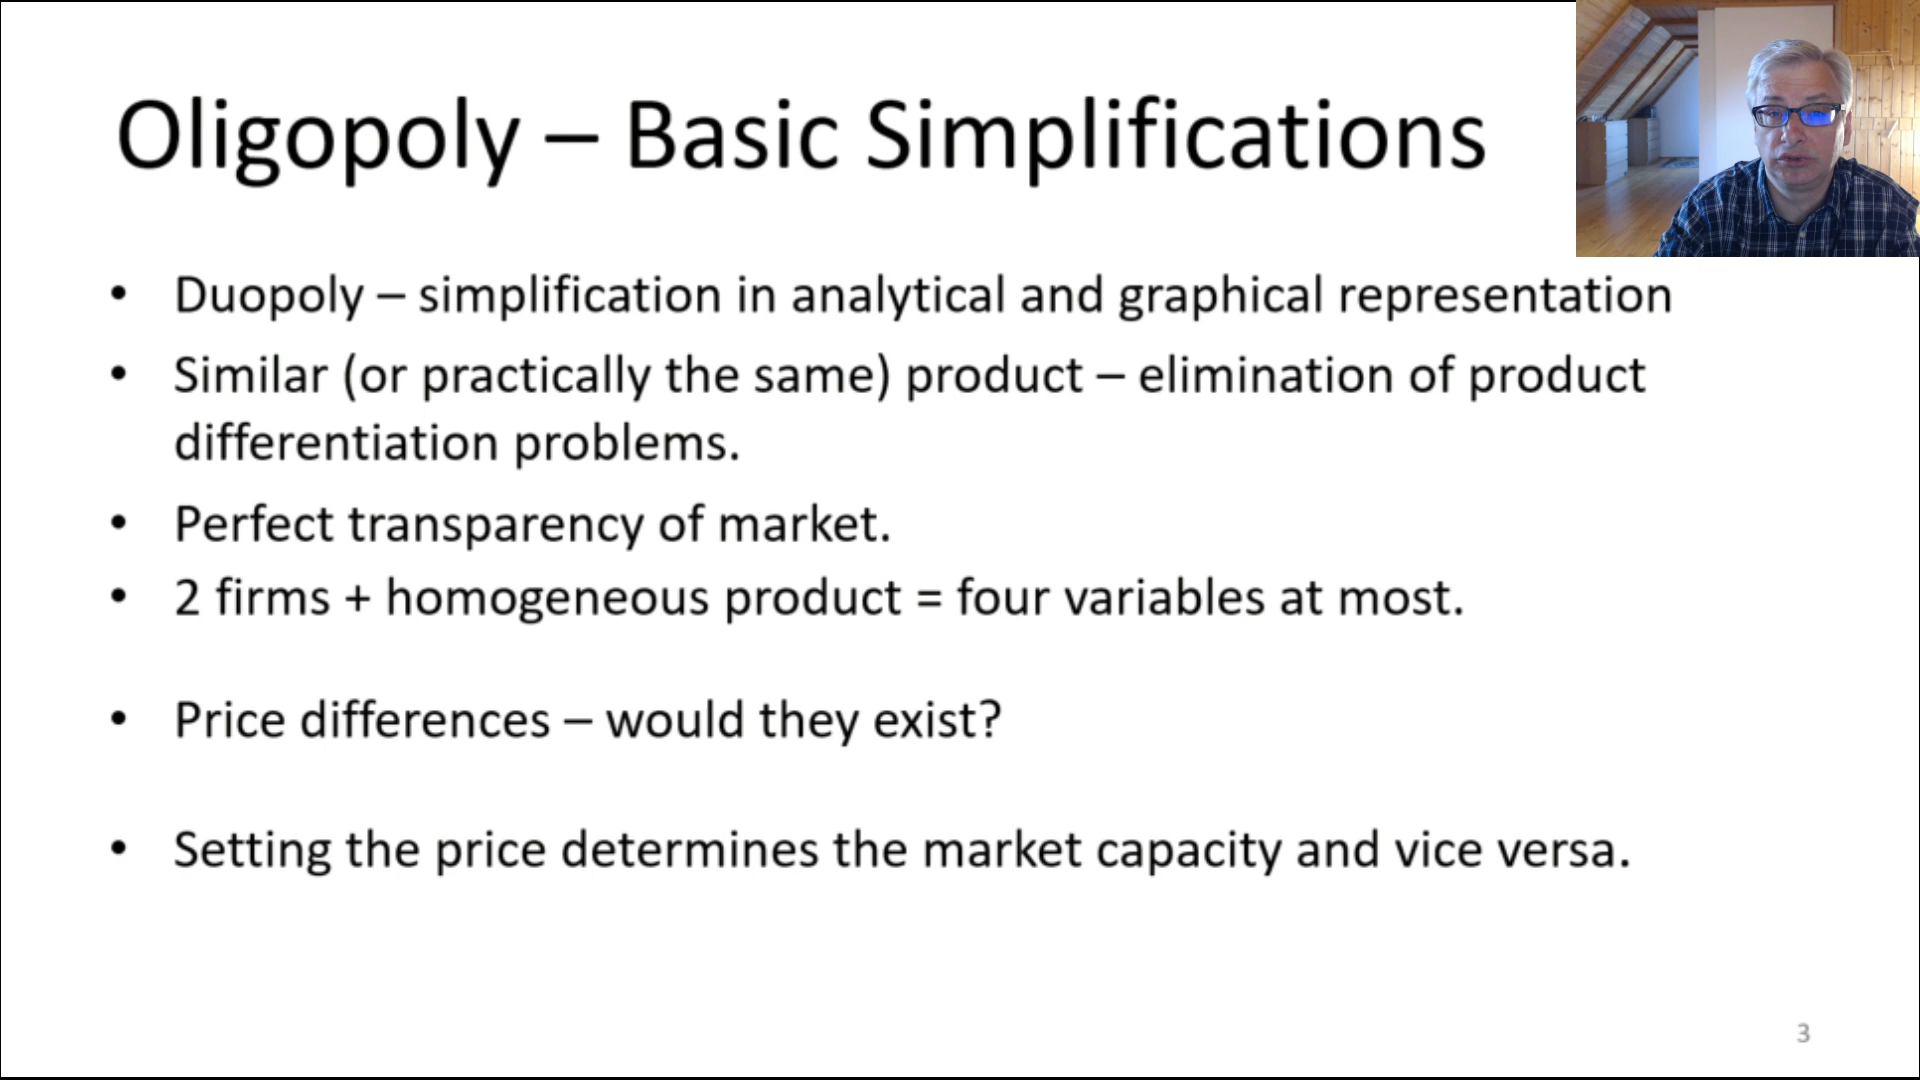 Oligopoly – Basic Simplifications
• Duopoly – simplification in analytical and graphical representation
• Similar (or practically the same) product – elimination of product
differentiation problems.
• Perfect transparency of market.
• 2 firms + homogeneous product = four variables at most.
• Price differences – would they exist?
• Setting the price determines the market capacity and vice versa.
3